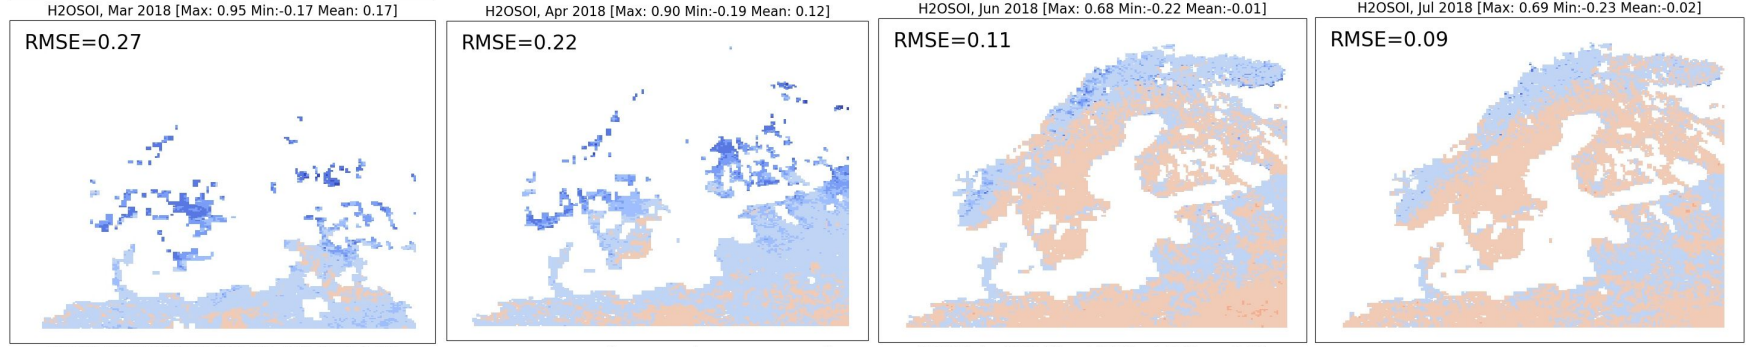 H2OSOI, Mar 2018 [Max: 0.95 Min:-0.17 Mean: 0.17]
RMSE=0.27
H2OSOI, Apr 2018 [Max: 0.90 Min:-0.19 Mean: 0.12]
RMSE=0.22
H2OSOI, Jun 2018 [Max: 0.68 Min:-0.22 Mean:-0.01]
RMSE=0.11
H2OSOI, Jul 2018 [Max: 0.69 Min:-0.23 Mean:-0.02]
RMSE=0.09